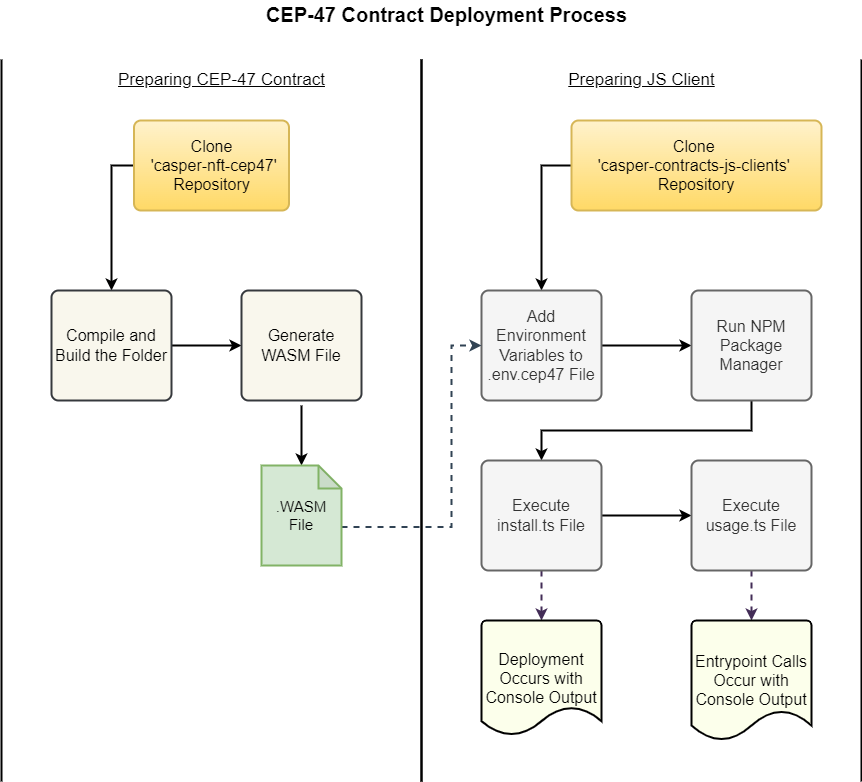 CEP-47 Contract Deployment Process
Preparing CEP-47 Contract
Clone
'casper-nft-cep47'
Repository
Compile and
Build the Folder
Generate
WASM File
.WASM
File
Preparing JS Client
Clone
'casper-contracts-js-clients'
Repository
Add
Environment
Variables to
.env.cep47 File
Run NPM
Package
Manager
Execute
install.ts File
Execute
usage.ts File
Deployment
Occurs with
Console Output
Entrypoint Calls
Occur with
Console Output